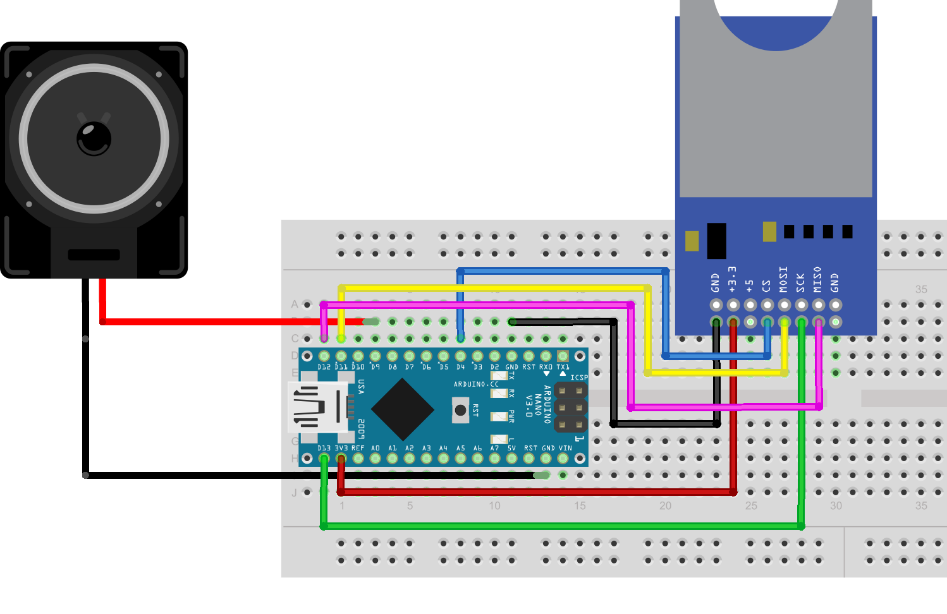 GND +3.3 +5 CS MOSI SCK MISO GND
35
A
C
D12 D11 D10 D9 D8 D7 D6 D5 D4 D3 D2 GND RST RX0 TX1
ICSP
TX
RX
PWR
L
ARDUINO.CC
RST
ARDUINO
NANO
V3.0
USA
2009
1
D13 3V3 REF A0 A1 A2 A3 A4 A5 A6 A7 5V RST GND VIN
G
H
J
1 5 10 15 20 25 30 35